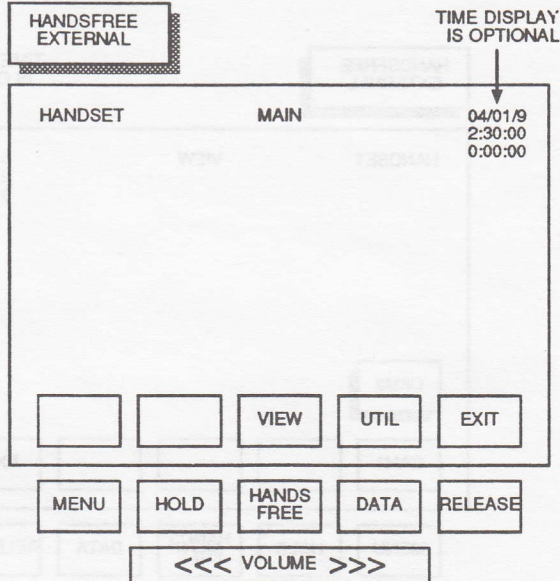 HANDSFREE
EXTERNAL
TIME DISPLAY
IS OPTIONAL
HANDSET MAIN 04/01/9
2:30:00
0:00:00
VIEW UTIL EXIT
MENU HOLD HANDS FREE DATA RELEASE
<<< VOLUME >>>